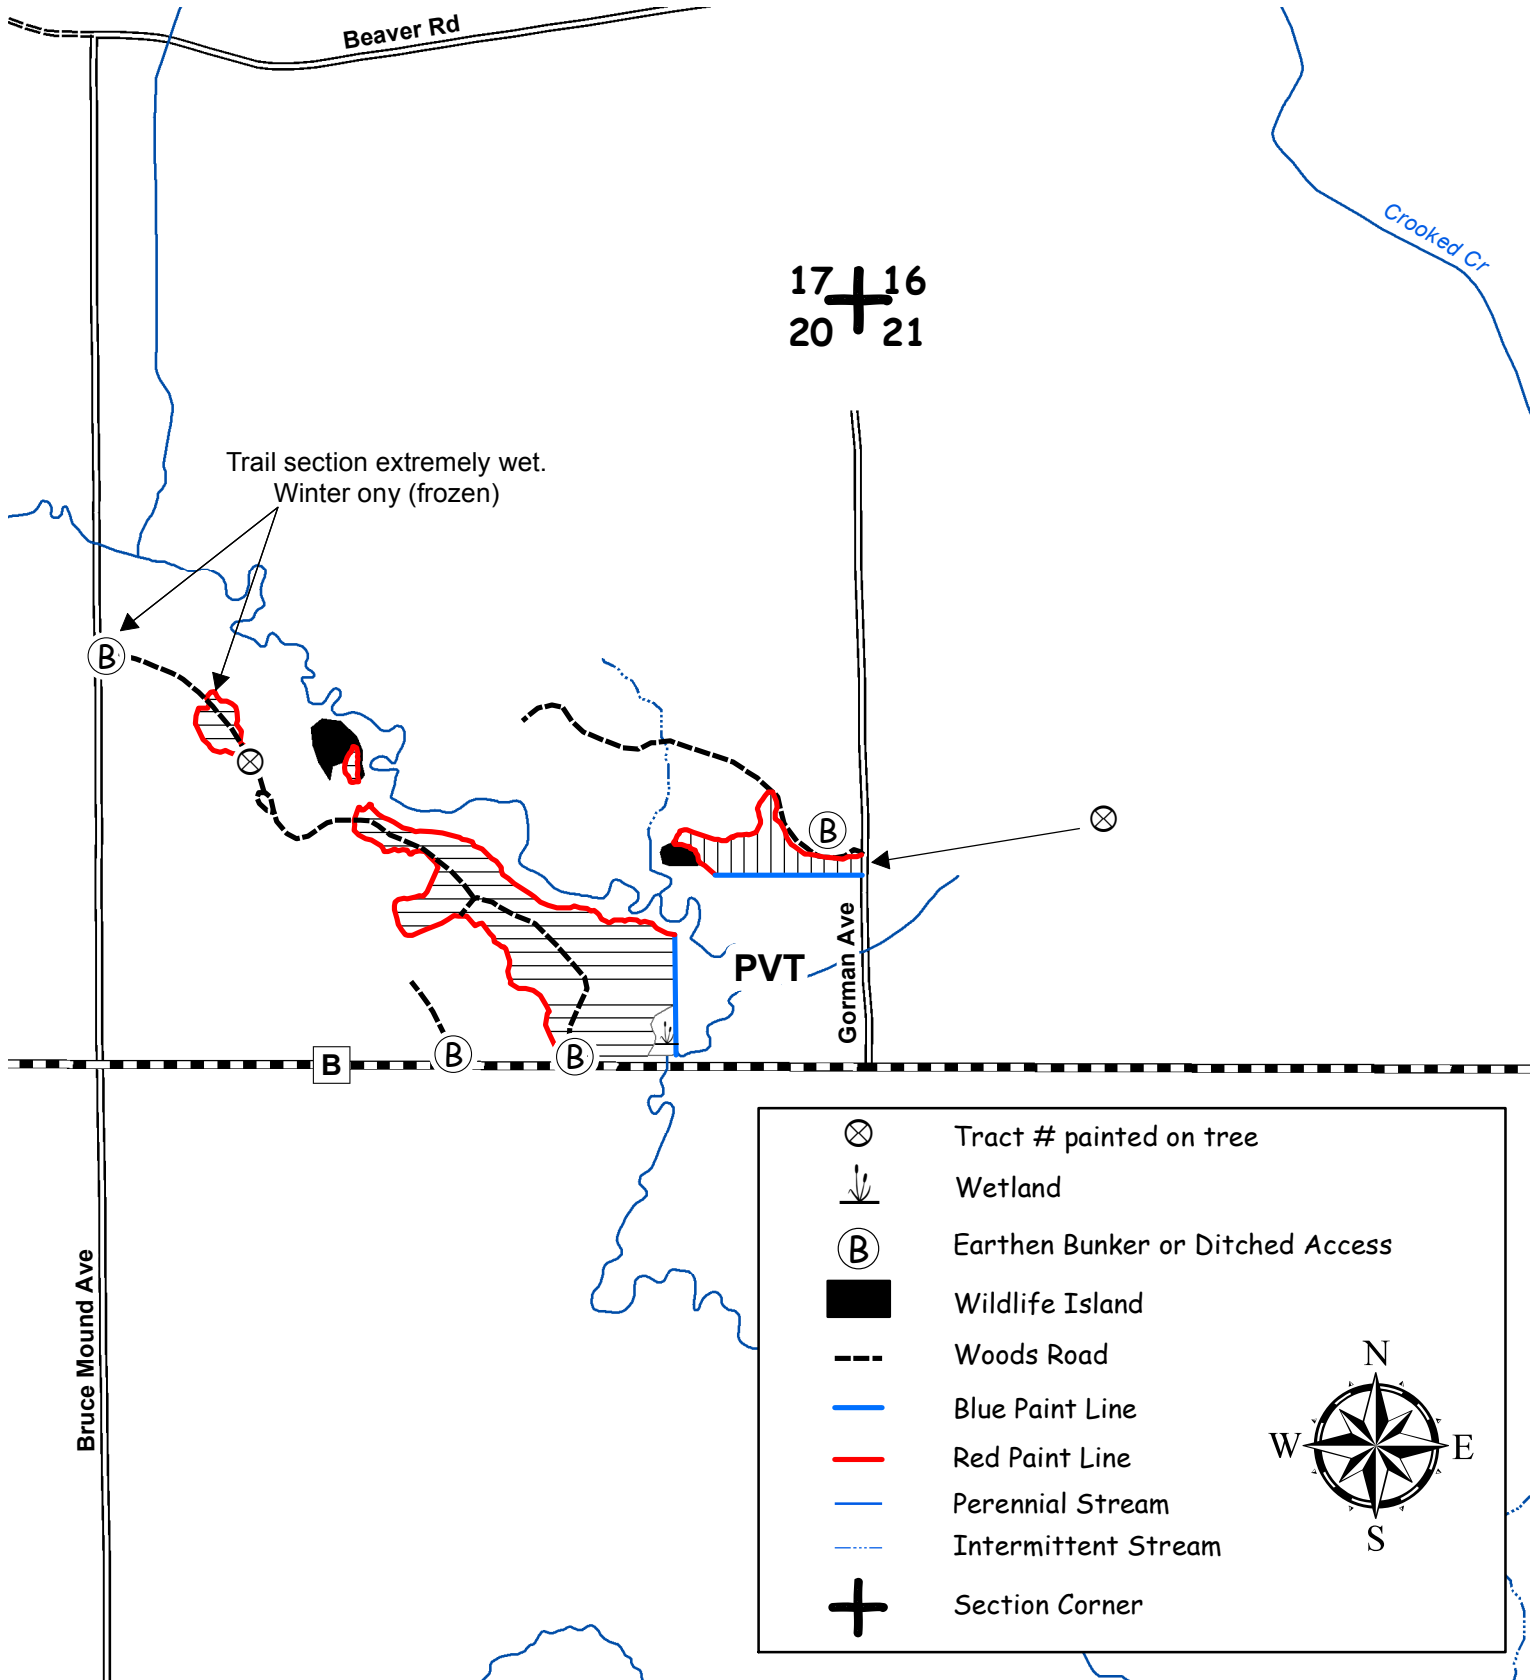 Beaver Rd
Crooked Cr
17 16
20 21
Trail section extremely wet.
Winter ony (frozen)
B
B
PVT
Gorman Ave
B
B
B
Bruce Mound Ave
Tract # painted on tree
Wetland
B Earthen Bunker or Ditched Access
Wildlife Island
Woods Road
Blue Paint Line
Red Paint Line
Perennial Stream
Intermittent Stream
Section Corner
N
W E
S